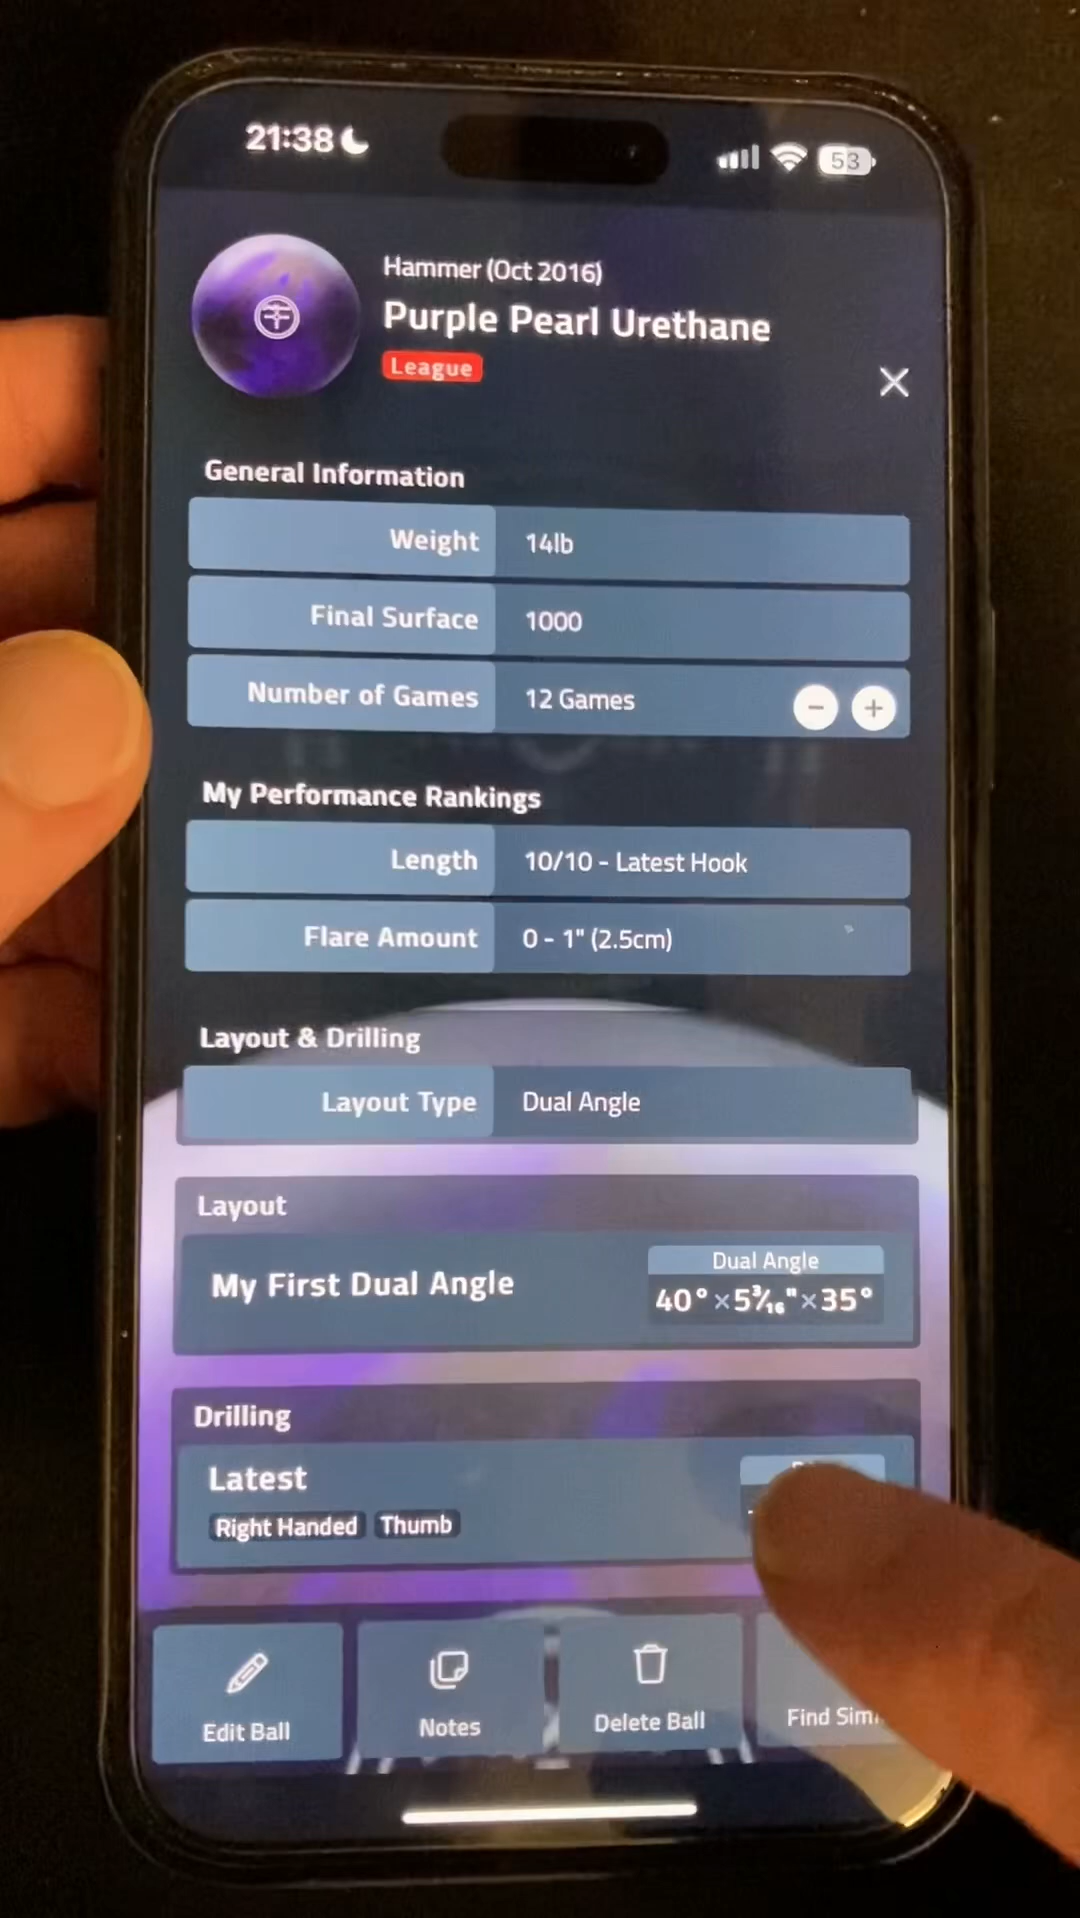 21:38
53
Hammer (Oct 2016)
Purple Pearl Urethane
League
General Information
Weight 14lb
Final Surface 1000
Number of Games 12 Games
My Performance Rankings
Length 10/10 - Latest Hook
Flare Amount 0 - 1" (2.5cm)
Layout & Drilling
Layout Type Dual Angle
Layout
My First Dual Angle
Dual Angle
40° × 5 3/16" × 35°
Drilling
Latest
Right Handed Thumb
Edit Ball
Notes
Delete Ball
Find